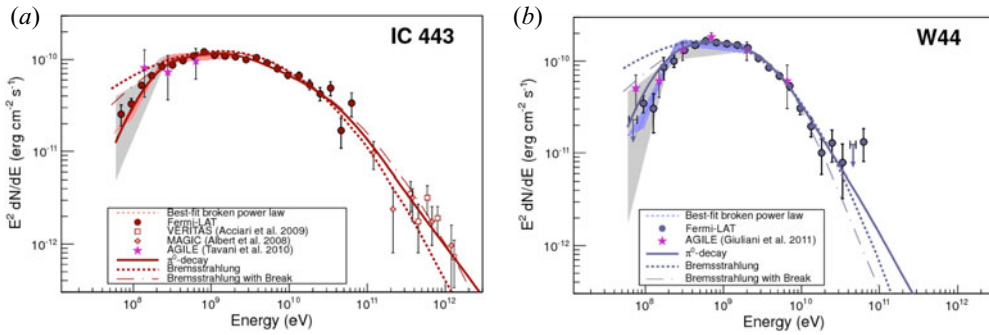 (a)
IC 443
E² dN/dE (erg cm⁻² s⁻¹)
10⁻¹⁰
10⁻¹¹
10⁻¹²
Best-fit broken power law
Fermi-LAT
VERITAS (Acciari et al. 2009)
MAGIC (Albert et al. 2008)
AGILE (Tavani et al. 2010)
π⁰-decay
Bremsstrahlung
Bremsstrahlung with Break
10⁸ 10⁹ 10¹⁰ 10¹¹ 10¹²
Energy (eV)
(b)
W44
E² dN/dE (erg cm⁻² s⁻¹)
10⁻¹⁰
10⁻¹¹
10⁻¹²
Best-fit broken power law
Fermi-LAT
AGILE (Giuliani et al. 2011)
π⁰-decay
Bremsstrahlung
Bremsstrahlung with Break
10⁸ 10⁹ 10¹⁰ 10¹¹ 10¹²
Energy (eV)